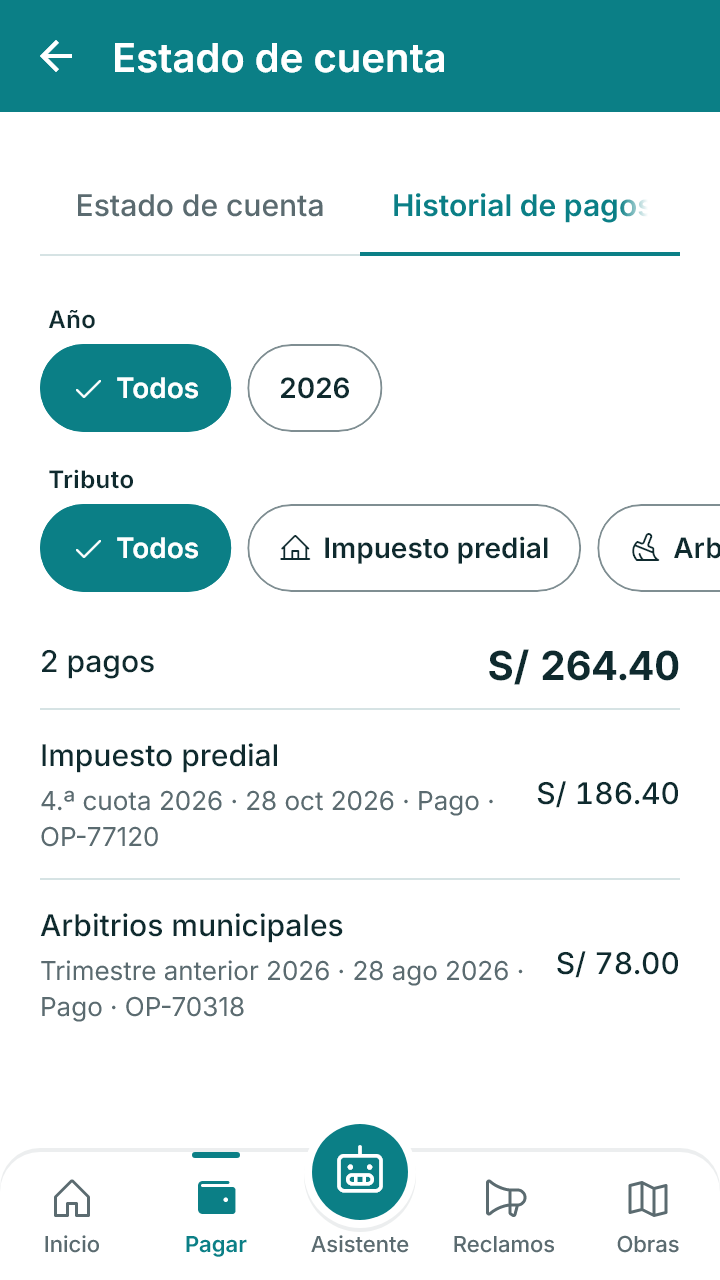 Estado de cuenta
Estado de cuenta
Historial de pagos
Año
Todos
2026
Tributo
Todos
Impuesto predial
Arb
2 pagos
S/ 264.40
Impuesto predial
4.ª cuota 2026 · 28 oct 2026 · Pago ·
OP-77120
S/ 186.40
Arbitrios municipales
Trimestre anterior 2026 · 28 ago 2026 ·
Pago · OP-70318
S/ 78.00
Inicio
Pagar
Asistente
Reclamos
Obras